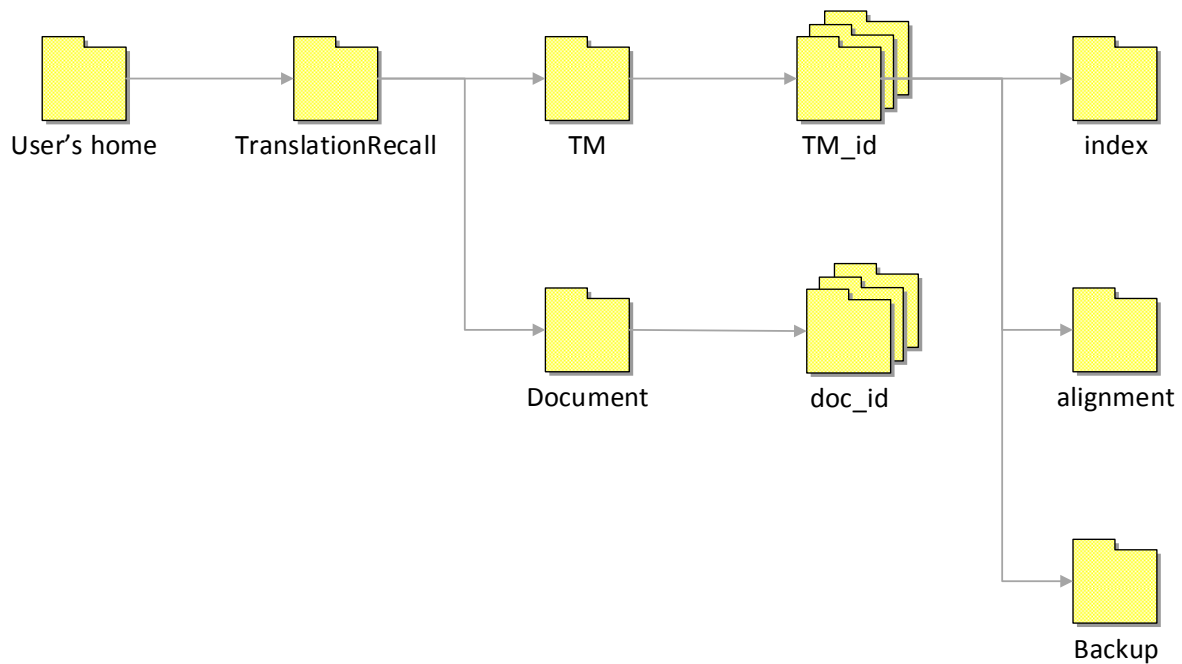 User’s home
TranslationRecall
TM
TM_id
index
Document
doc_id
alignment
Backup